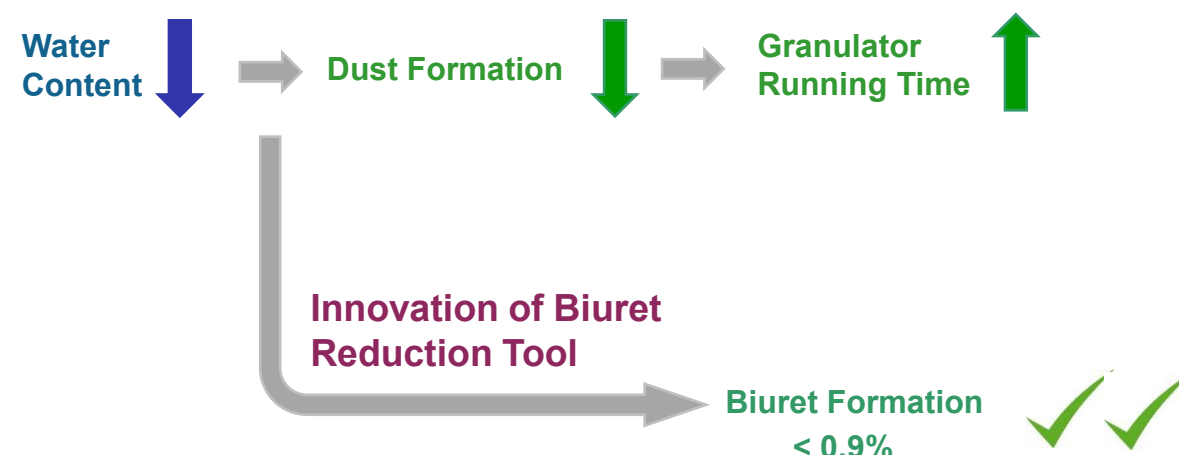 Water
Content
Dust Formation
Granulator
Running Time
Innovation of Biuret
Reduction Tool
Biuret Formation
< 0.9%